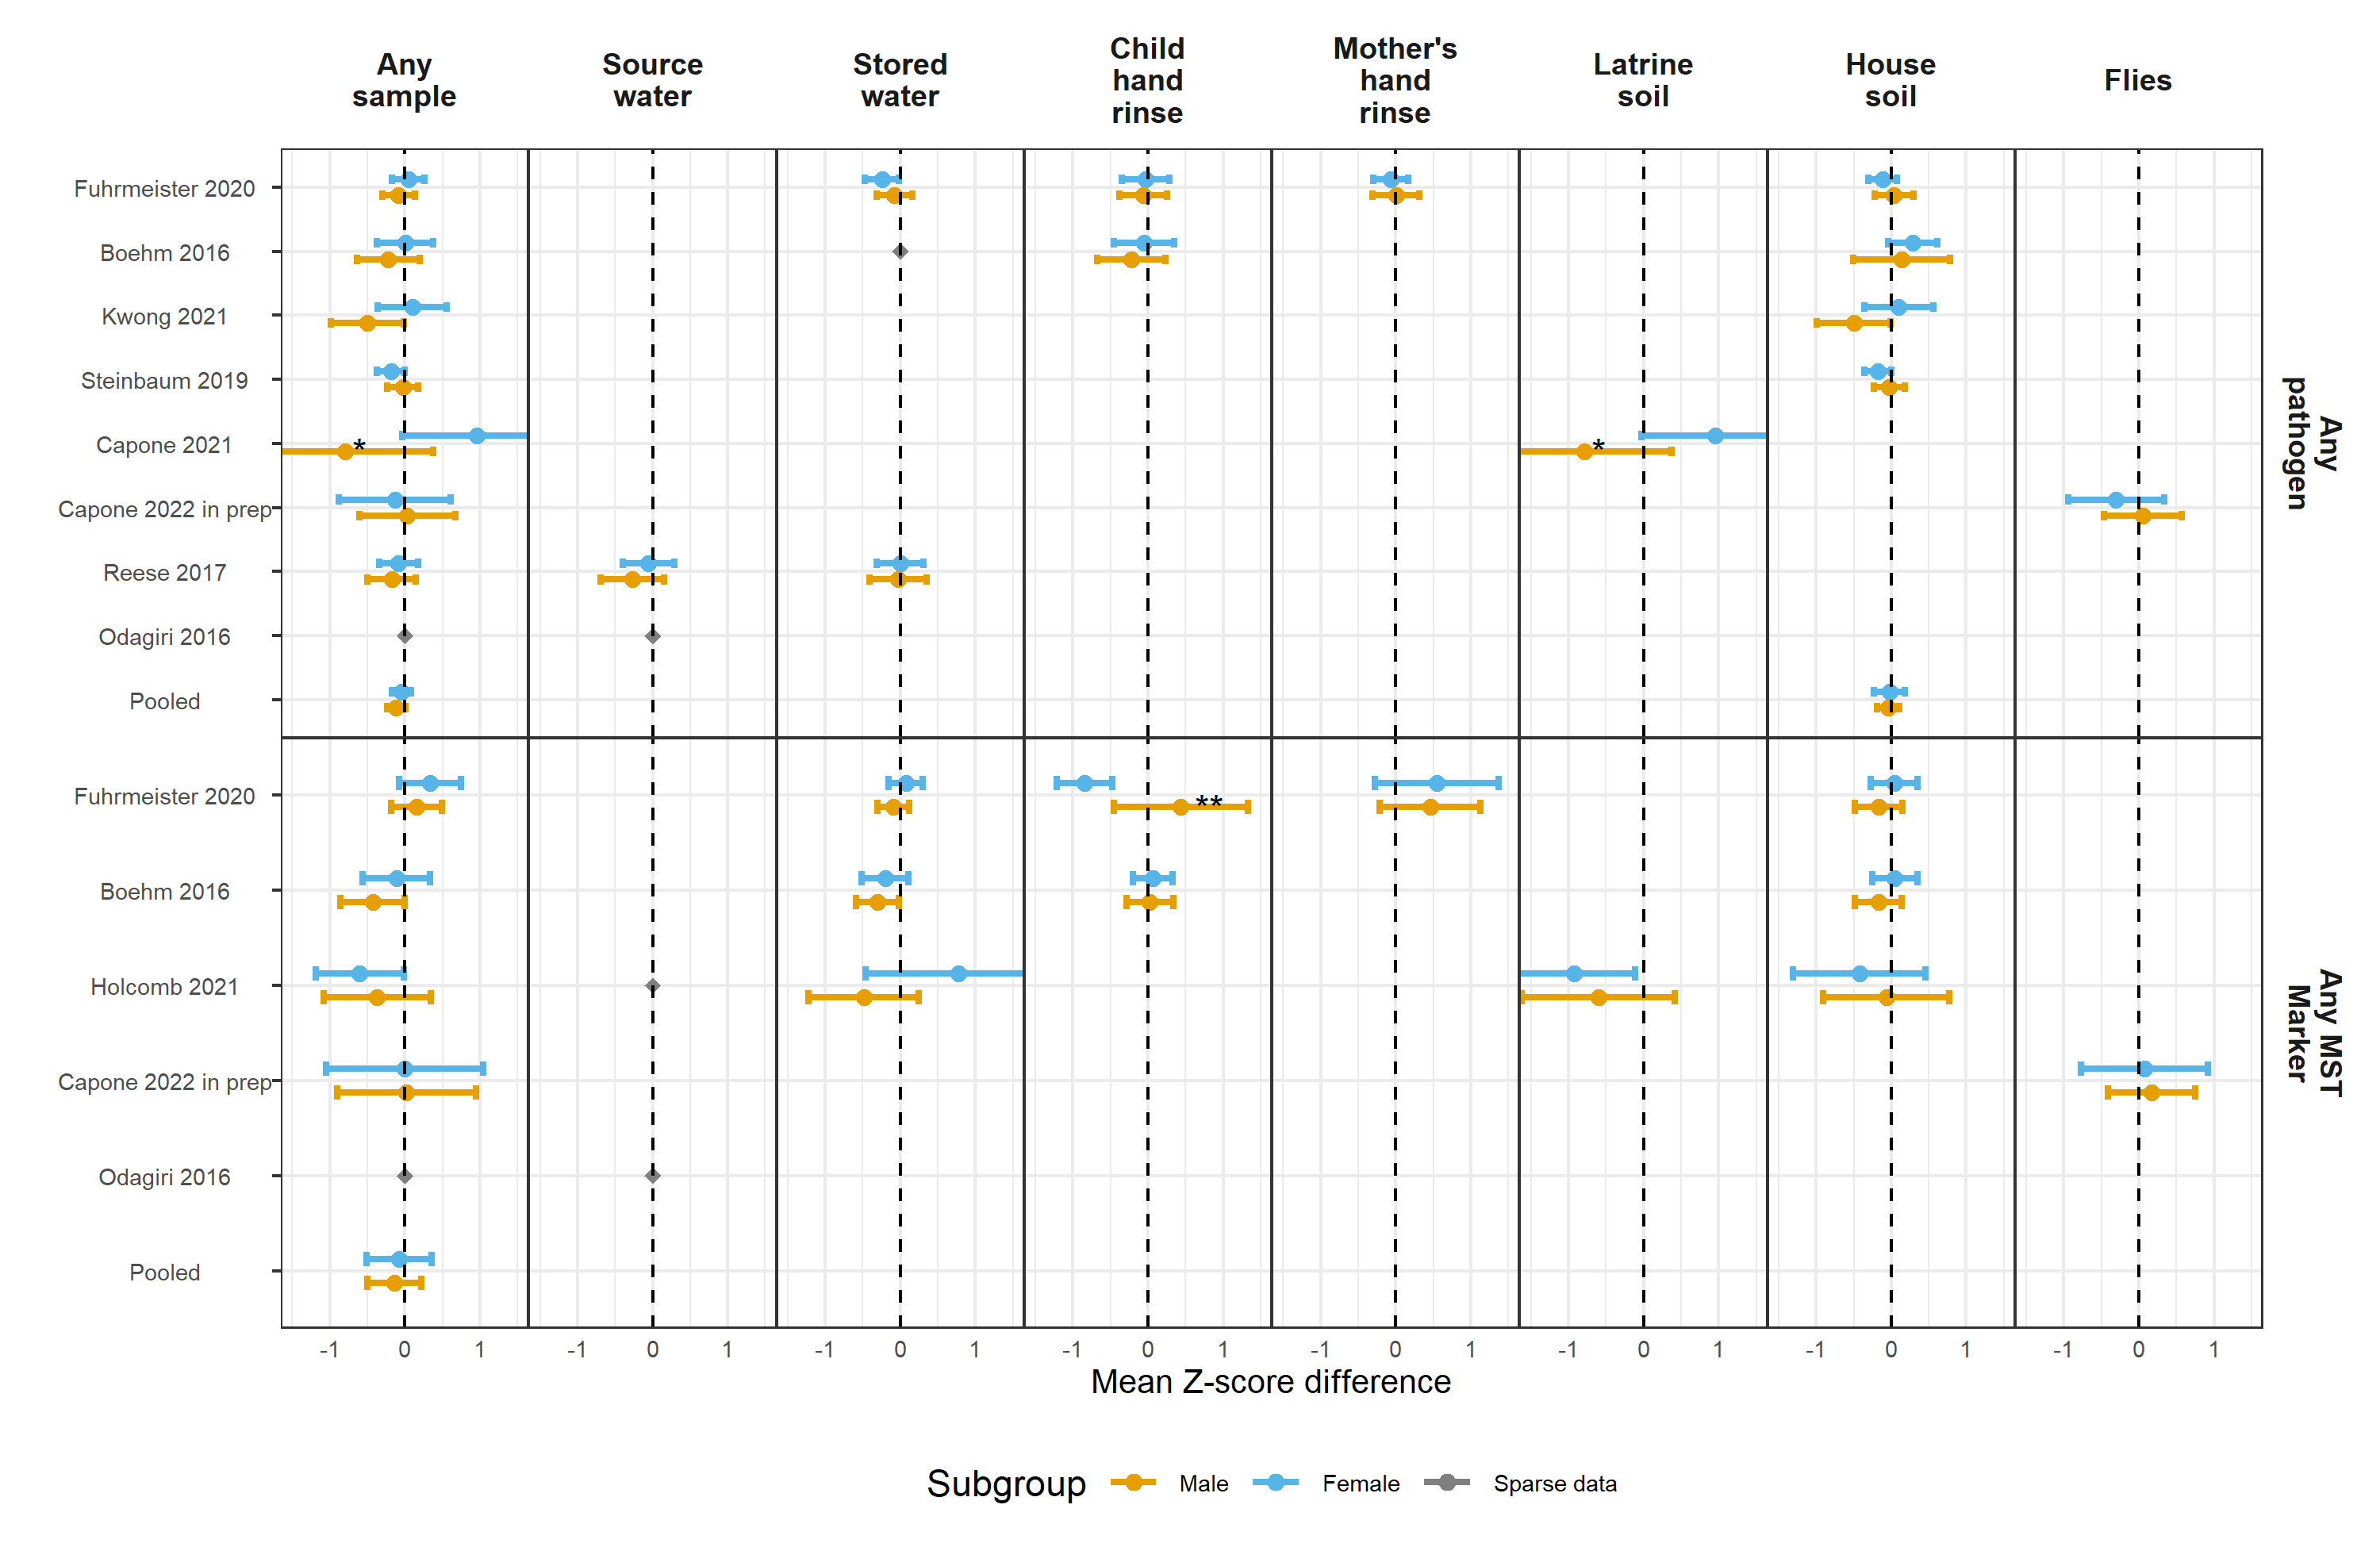 Any
sample
Source
water
Stored
water
Child
hand
rinse
Mother's
hand
rinse
Latrine
soil
House
soil
Flies
Fuhrmeister 2020
Boehm 2016
Kwong 2021
Steinbaum 2019
Capone 2021
*
*
Capone 2022 in prep
Reese 2017
Odagiri 2016
Pooled
Any
pathogen
Fuhrmeister 2020
**
Boehm 2016
Holcomb 2021
Capone 2022 in prep
Odagiri 2016
Pooled
Any MST
Marker
-1 0 1 -1 0 1 -1 0 1 -1 0 1 -1 0 1 -1 0 1 -1 0 1 -1 0 1
Mean Z-score difference
Subgroup Male Female Sparse data